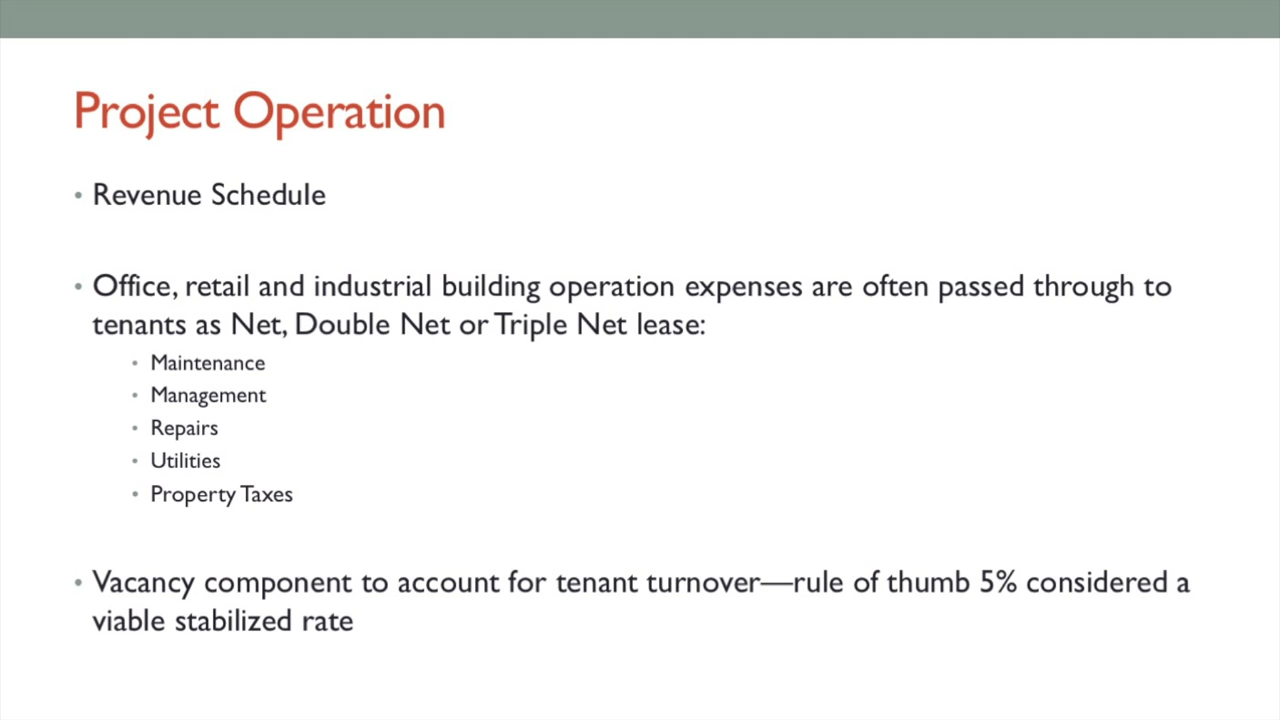 Project Operation
• Revenue Schedule
• Office, retail and industrial building operation expenses are often passed through to
tenants as Net, Double Net or Triple Net lease:
• Maintenance
• Management
• Repairs
• Utilities
• Property Taxes
• Vacancy component to account for tenant turnover—rule of thumb 5% considered a
viable stabilized rate